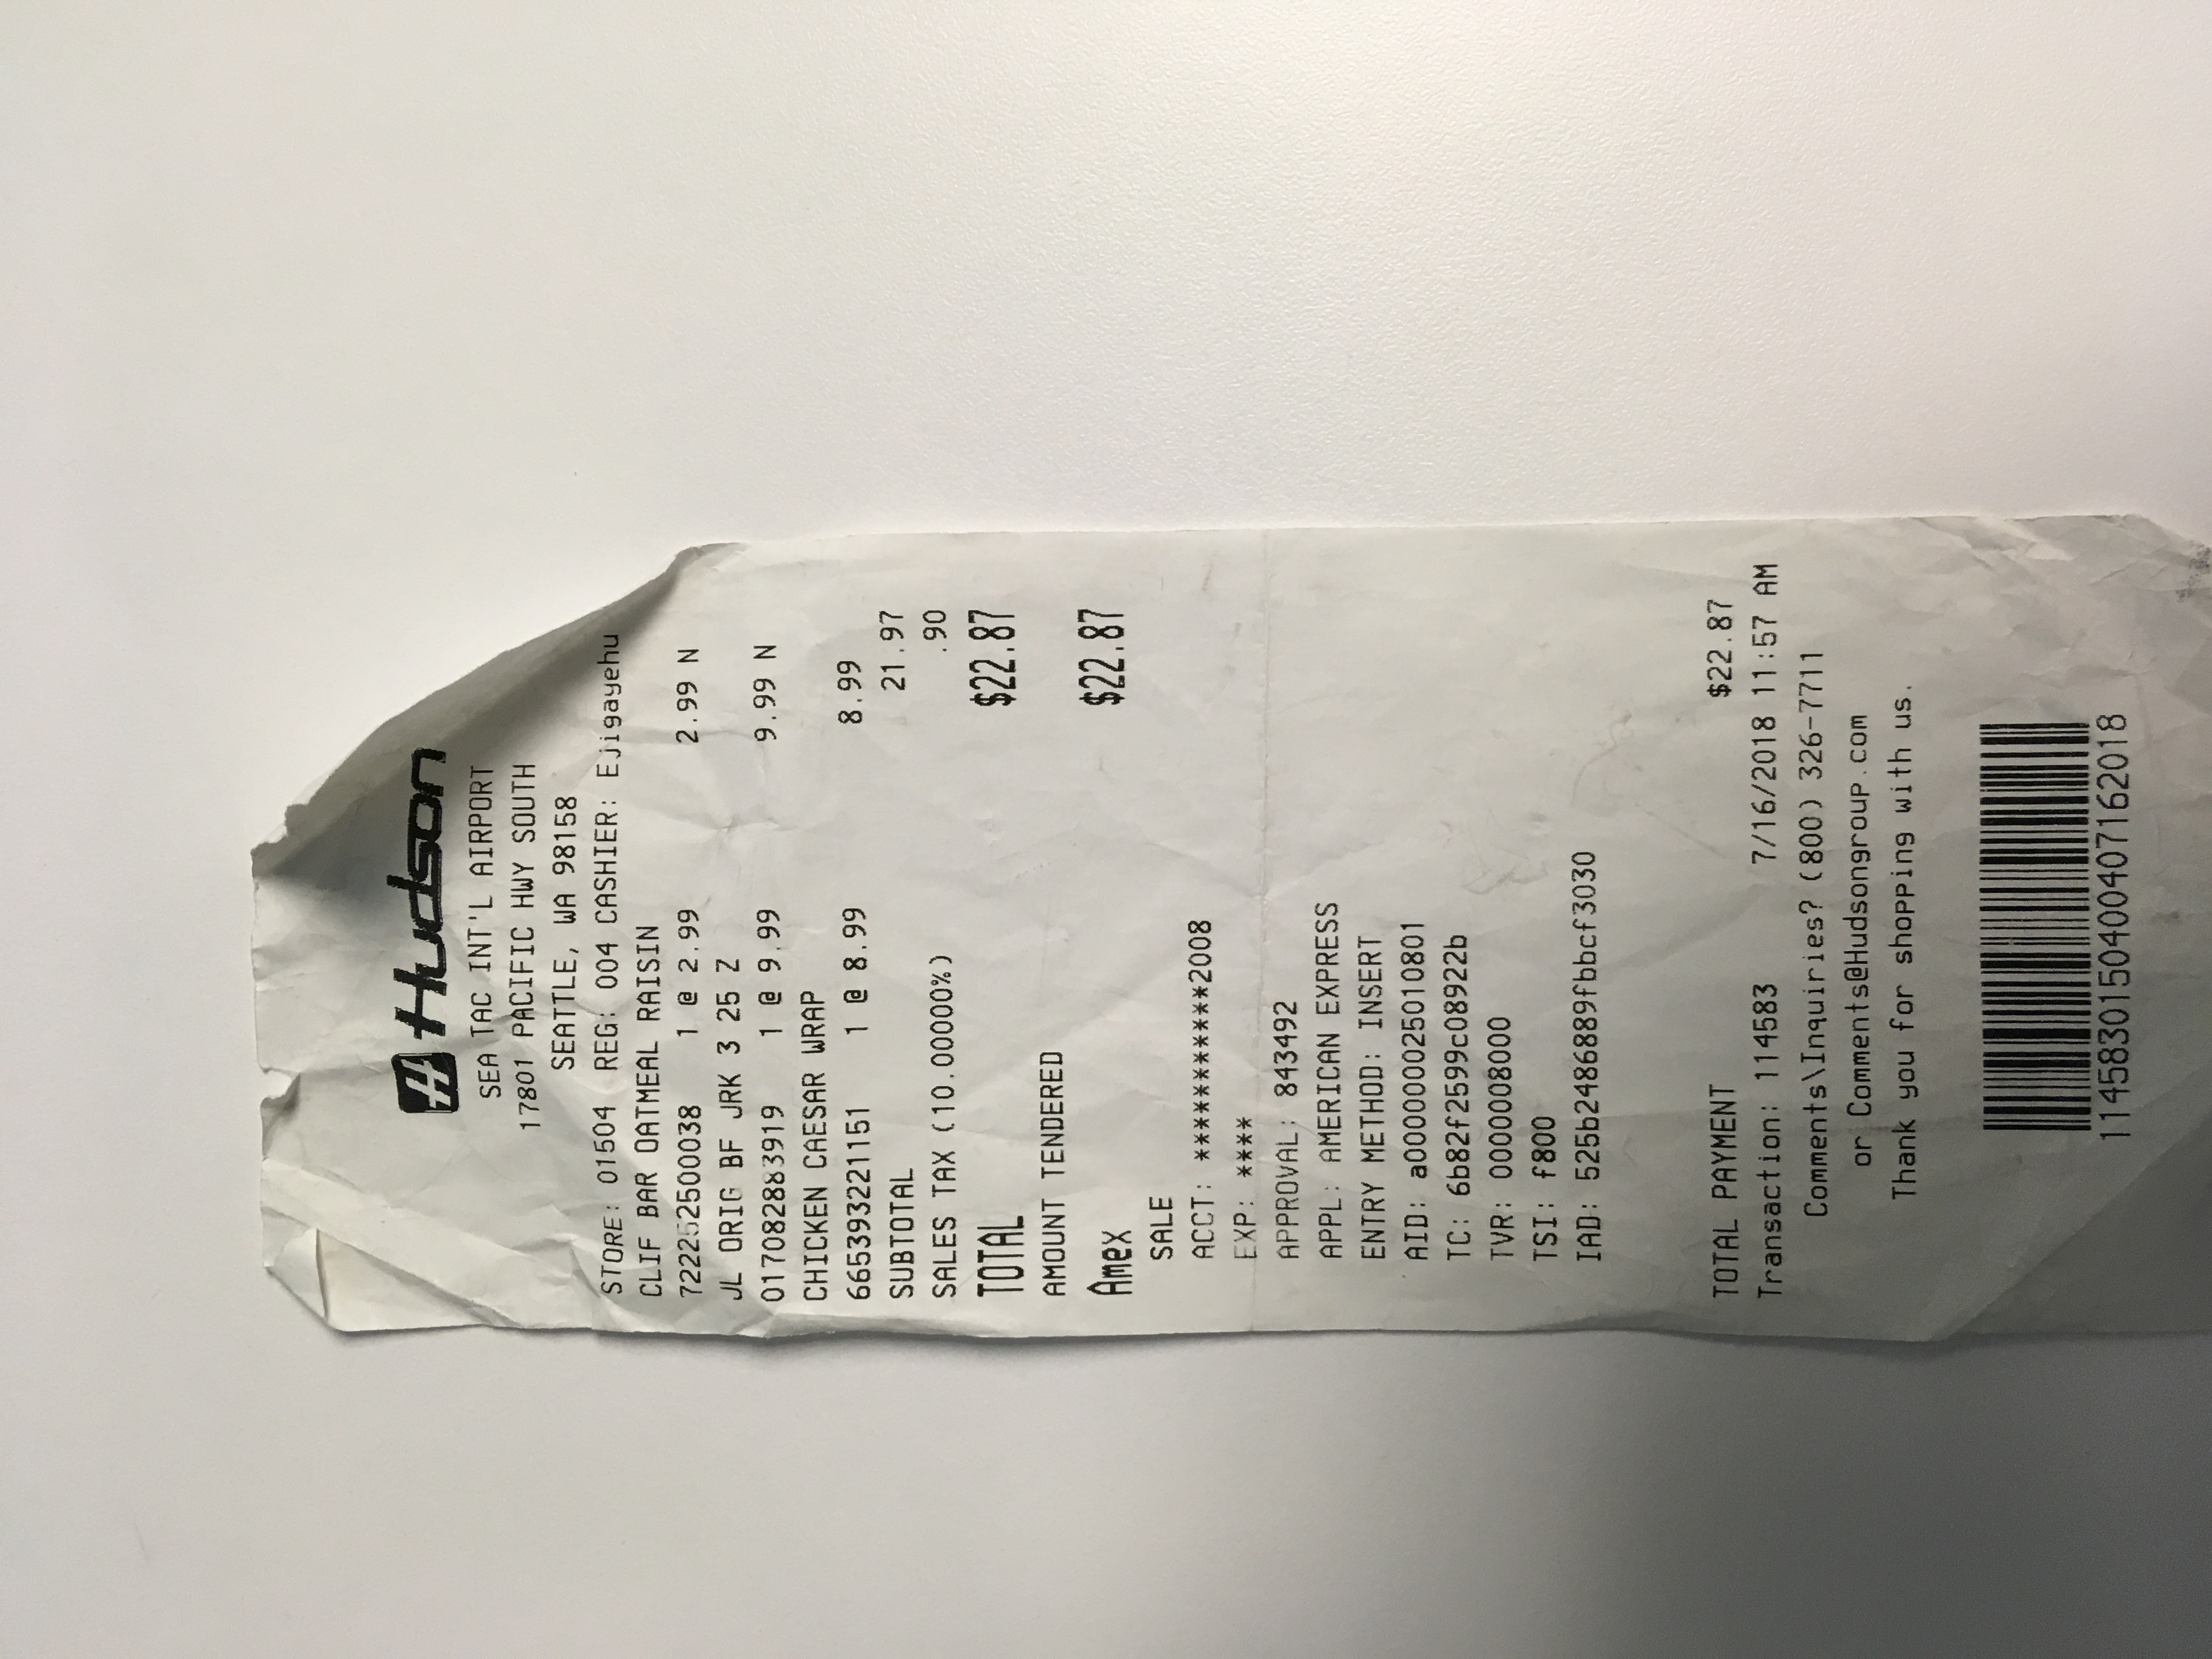 H Hudson
SEA TAC INT'L AIRPORT
17801 PACIFIC HWY SOUTH
SEATTLE, WA 98158
STORE: 01504 REG: 004 CASHIER: Ejigayehu
CLIF BAR OATMEAL RAISIN
722252500038 1 @ 2.99 2.99 N
JL ORIG BF JRK 3 25 Z
017082883919 1 @ 9.99 9.99 N
CHICKEN CAESAR WRAP
665393221151 1 @ 8.99 8.99
SUBTOTAL 21.97
SALES TAX (10.00000%) .90
TOTAL $22.87
AMOUNT TENDERED
Amex $22.87
SALE
ACCT: ***********2008
EXP: ****
APPROVAL: 843492
APPL: AMERICAN EXPRESS
ENTRY METHOD: INSERT
AID: a000000025010801
TC: 6b82f2599c08922b
TVR: 0000008000
TSI: f800
IAD: 525b2486889fbbcf3030
TOTAL PAYMENT $22.87
Transaction: 114583 7/16/2018 11:57 AM
Comments\Inquiries? (800) 326-7711
or Comments@Hudsongroup.com
Thank you for shopping with us.
1145830150400407162018